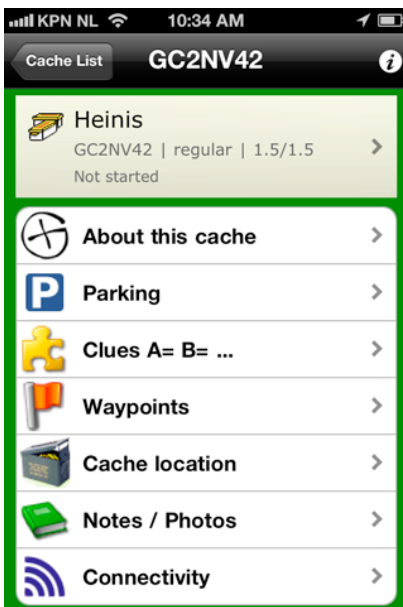 KPN NL 10:34 AM
Cache List GC2NV42 i
Heinis
GC2NV42 | regular | 1.5/1.5
Not started
About this cache
P Parking
Clues A= B= ...
Waypoints
Cache location
Notes / Photos
Connectivity